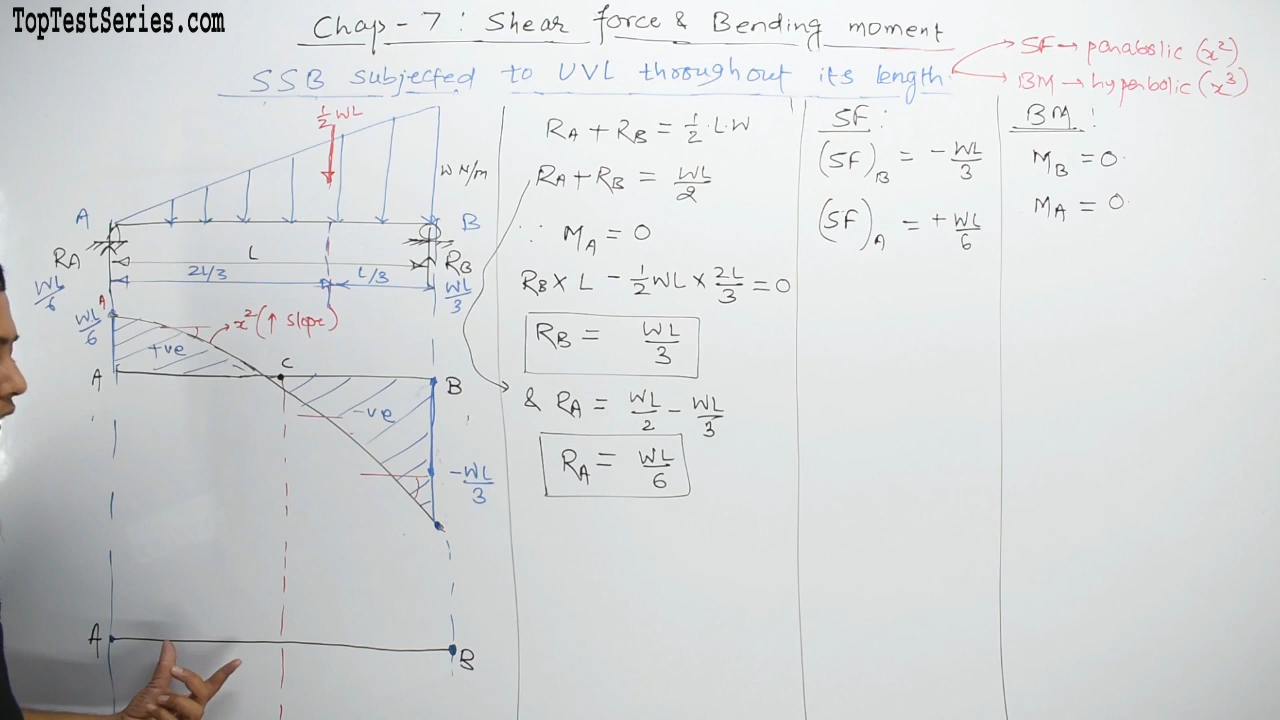 TopTestSeries.com
Chap - 7 : Shear force & Bending moment
SSB subjected to UVL throughout its length
SF → parabolic (x²)
BM → hyperbolic (x³)
½ WL
W N/m
A
B
RA
L
RB
2L/3
L/3
WL/6
WL/3
A
WL/6
x² (↑ slope)
+ve
C
A
B
-ve
-WL/3
A
B
RA + RB = ½ · L · W
RA + RB = WL/2
∵ MA = 0
RB × L - ½ WL × 2L/3 = 0
RB = WL/3
& RA = WL/2 - WL/3
RA = WL/6
SF :
(SF)B = - WL/3
(SF)A = + WL/6
BM :
MB = 0.
MA = 0.